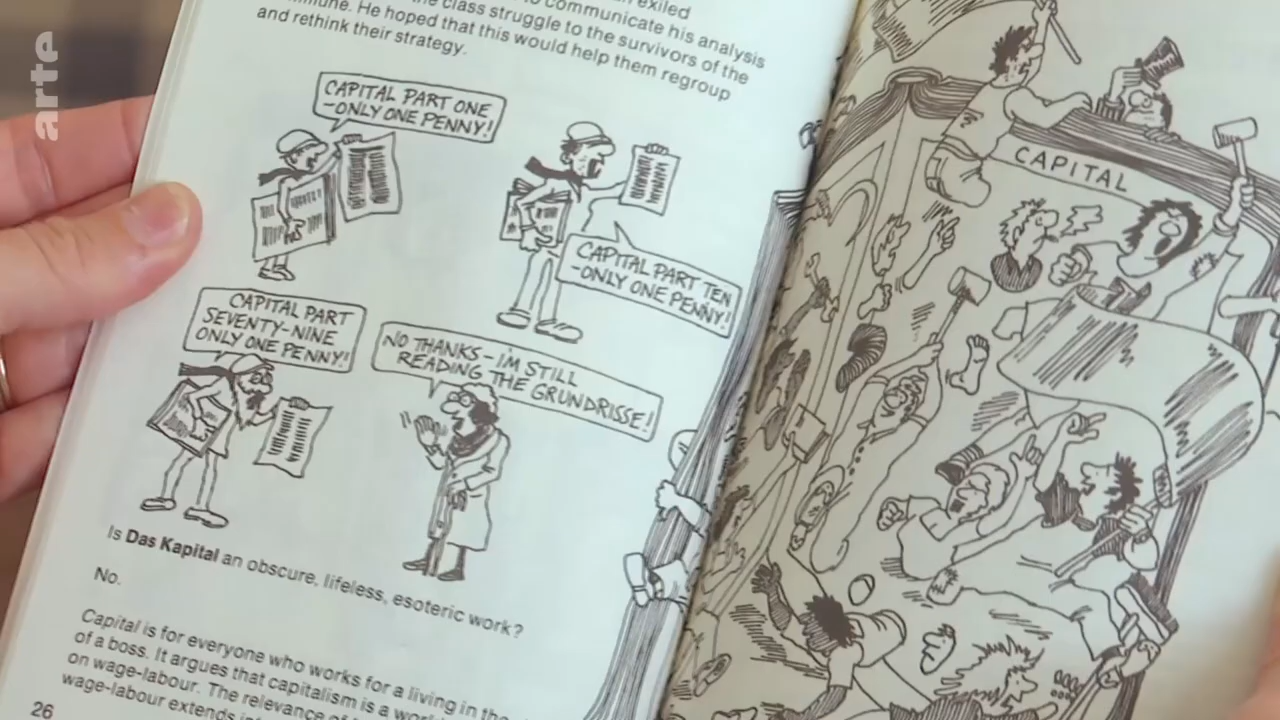 arte
exiled
to communicate his analysis
the class struggle to the survivors of the
He hoped that this would help them regroup
and rethink their strategy.
CAPITAL PART ONE
-ONLY ONE PENNY!
CAPITAL PART TEN
-ONLY ONE PENNY!
CAPITAL PART
SEVENTY-NINE
ONLY ONE PENNY!
NO THANKS-I'M STILL
READING THE GRUNDRISSE!
Is Das Kapital an obscure, lifeless, esoteric work?
No.
Capital is for everyone who works for a living in the
of a boss. It argues that capitalism is a
on wage-labour. The relevance of
wage-labour extends
26
CAPITAL